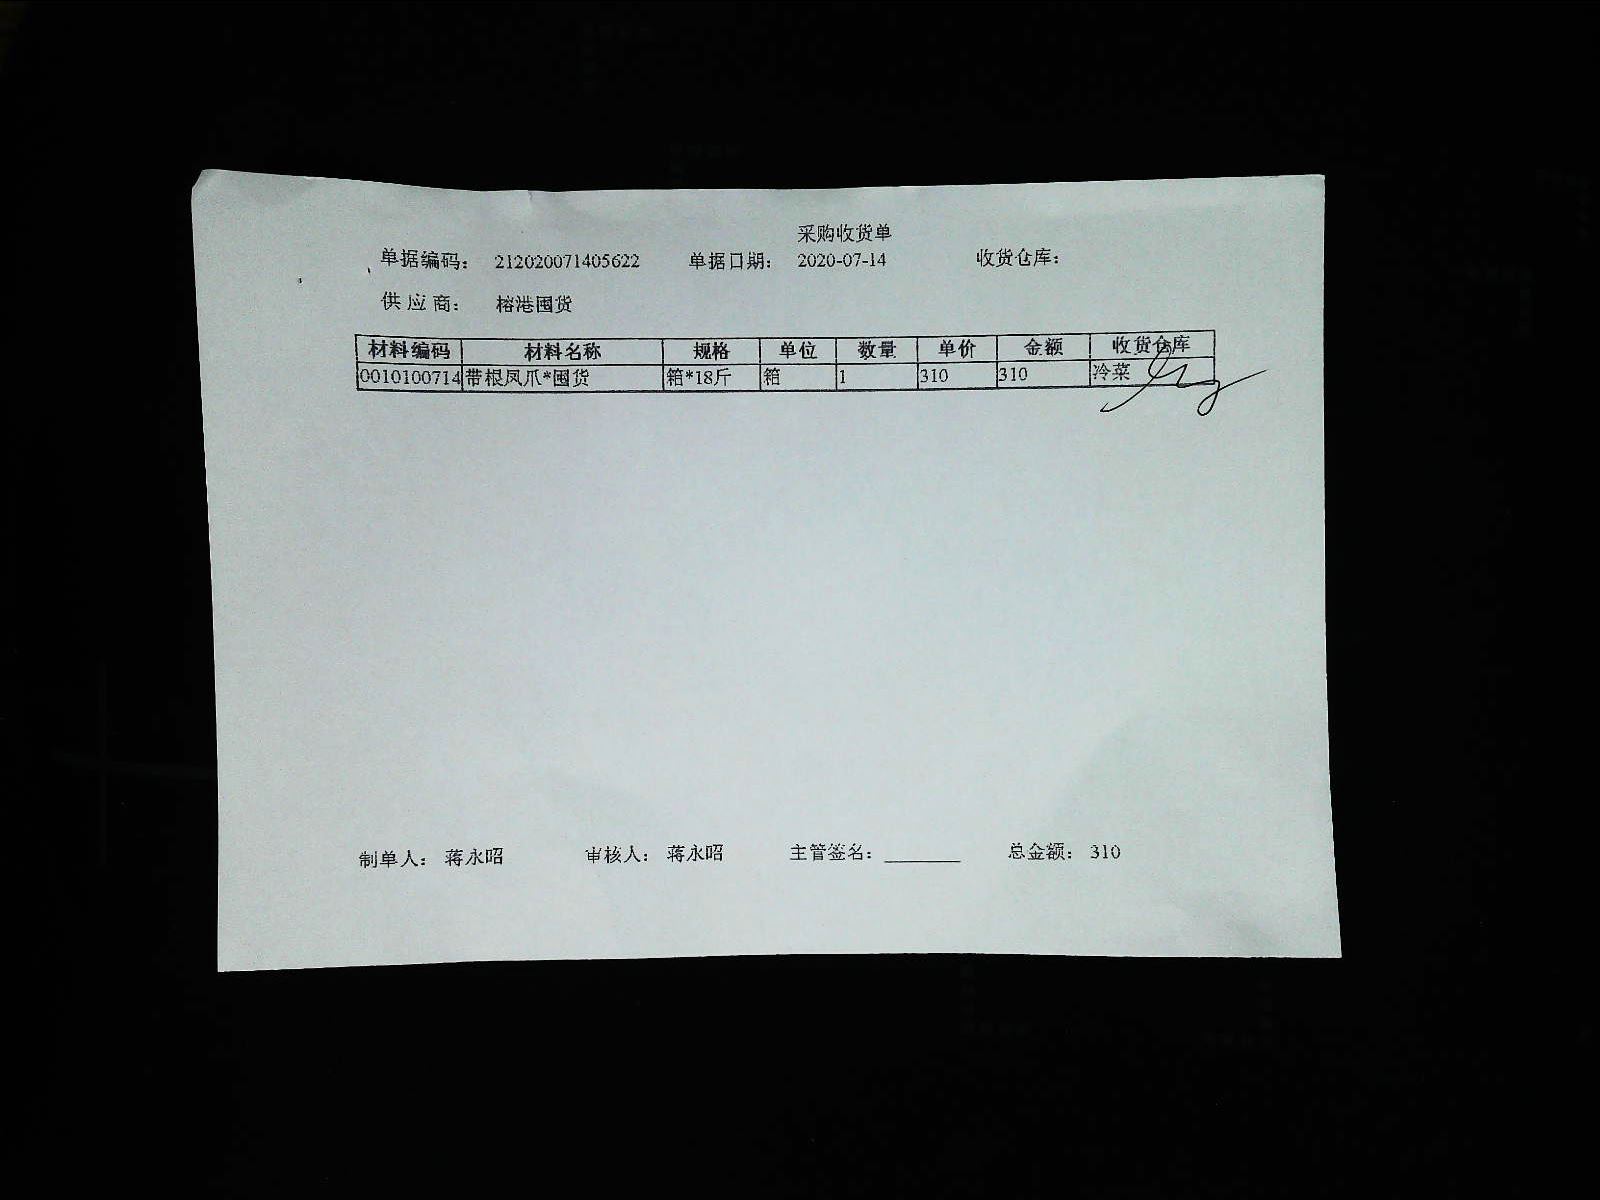 采购收货单
单据编码： 212020071405622 单据日期： 2020-07-14 收货仓库：
供应商： 榕港囤货
材料编码 材料名称 规格 单位 数量 单价 金额 收货仓库
0010100714 带根凤爪*囤货 箱*18斤 箱 1 310 310 冷菜
制单人： 蒋永昭 审核人： 蒋永昭 主管签名：_______ 总金额： 310